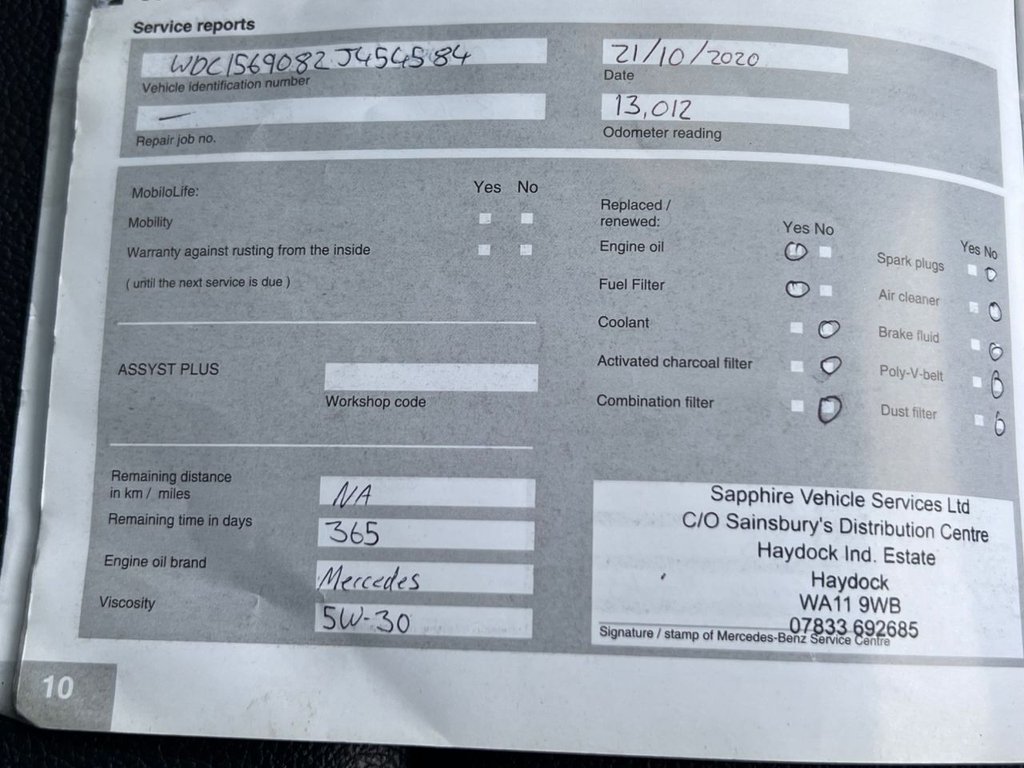 Service reports
WDC1569082J454584
Vehicle identification number
21/10/2020
Date
—
Repair job no.
13,012
Odometer reading
MobiloLife:
Yes No
Mobility
Warranty against rusting from the inside
( until the next service is due )
ASSYST PLUS
Workshop code
Remaining distance
in km / miles
NA
Remaining time in days
365
Engine oil brand
Mercedes
Viscosity
5W-30
Replaced /
renewed:
Yes No
Engine oil
Fuel Filter
Coolant
Activated charcoal filter
Combination filter
Yes No
Spark plugs
Air cleaner
Brake fluid
Poly-V-belt
Dust filter
Sapphire Vehicle Services Ltd
C/O Sainsbury's Distribution Centre
Haydock Ind. Estate
Haydock
WA11 9WB
07833 692685
Signature / stamp of Mercedes-Benz Service Centre
10